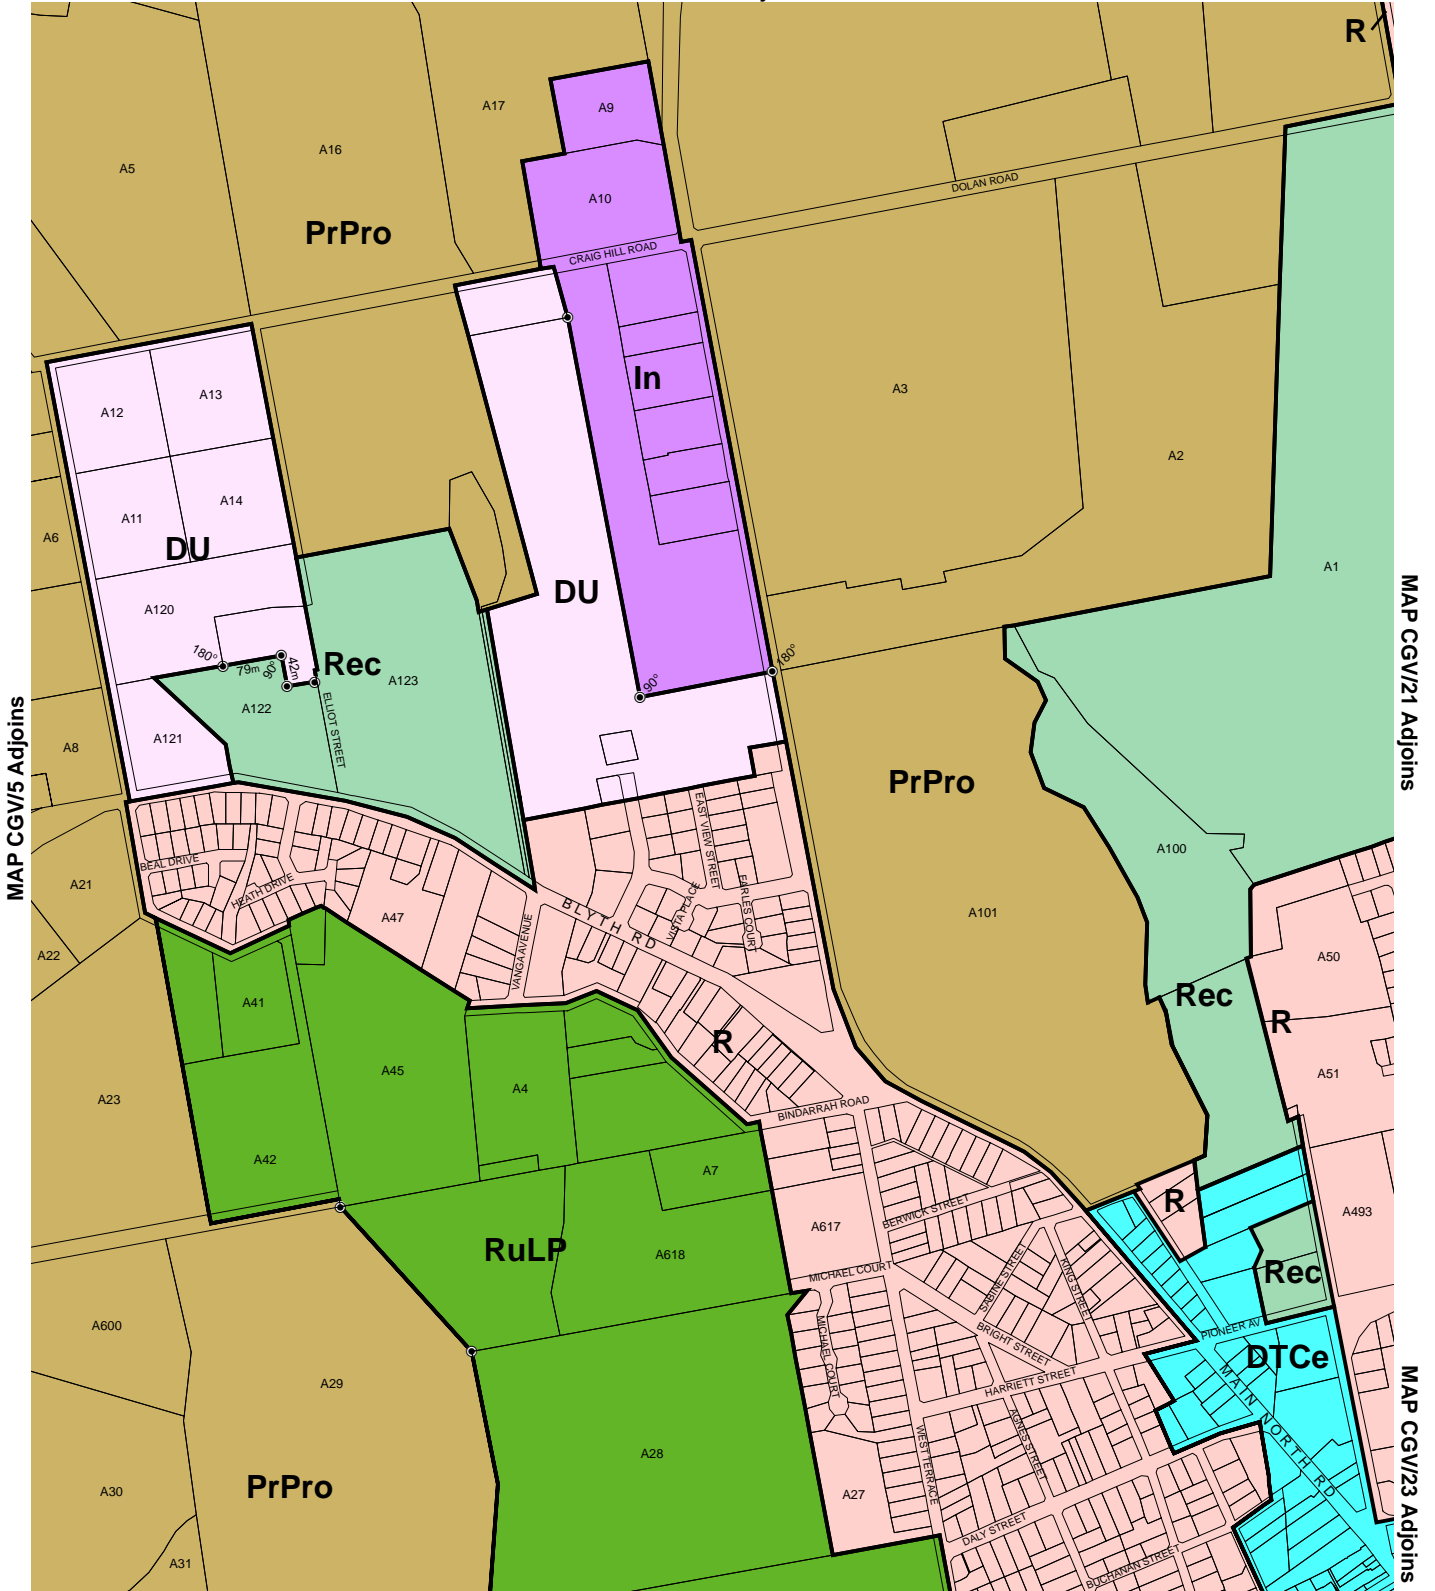 R
A9
A17
A16
A5
A10
DOLAN ROAD
PrPro
CRAIG HILL ROAD
In
A3
A13
A12
A2
A14
A11
A6
DU
A1
DU
A120
180°
79m
90°
42m
Rec
A123
180°
90°
A122
ELLIOT STREET
A121
A8
PrPro
MAP CGV/5 Adjoins
MAP CGV/21 Adjoins
EAST VIEW STREET
A100
BEAL DRIVE
A21
HEATH DRIVE
A47
BLYTH RD
VISTA PLACE
EARLES COURT
A101
VANGA AVENUE
A22
A50
A41
Rec
R
R
A45
A51
A4
A23
BINDARRAH ROAD
A42
A7
R
BERWICK STREET
A617
A493
RuLP
A618
MICHAEL COURT
SABINE STREET
KING STREET
Rec
A600
MICHAEL COURT
BRIGHT STREET
PIONEER AV
DTCe
A29
HARRIETT STREET
MAIN NORTH RD
AGNES STREET
A28
WEST TERRACE
PrPro
A30
A27
DALY STREET
A31
BUCHANAN STREET
MAP CGV/23 Adjoins